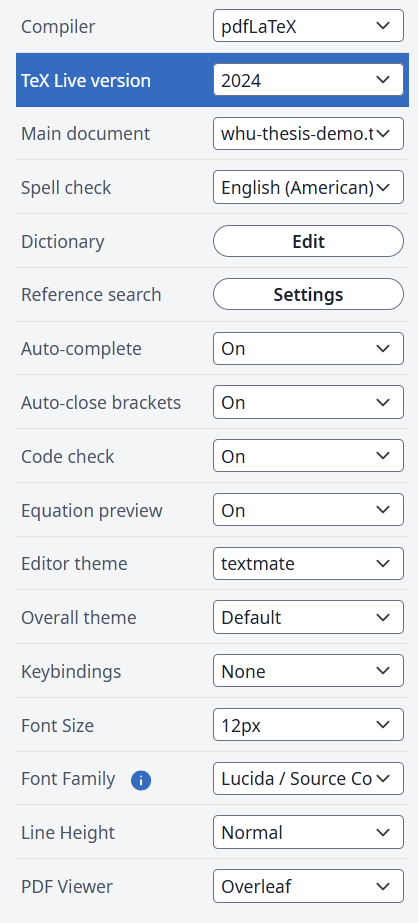 Compiler pdfLaTeX
TeX Live version 2024
Main document whu-thesis-demo.t
Spell check English (American)
Dictionary Edit
Reference search Settings
Auto-complete On
Auto-close brackets On
Code check On
Equation preview On
Editor theme textmate
Overall theme Default
Keybindings None
Font Size 12px
Font Family i Lucida / Source Co
Line Height Normal
PDF Viewer Overleaf